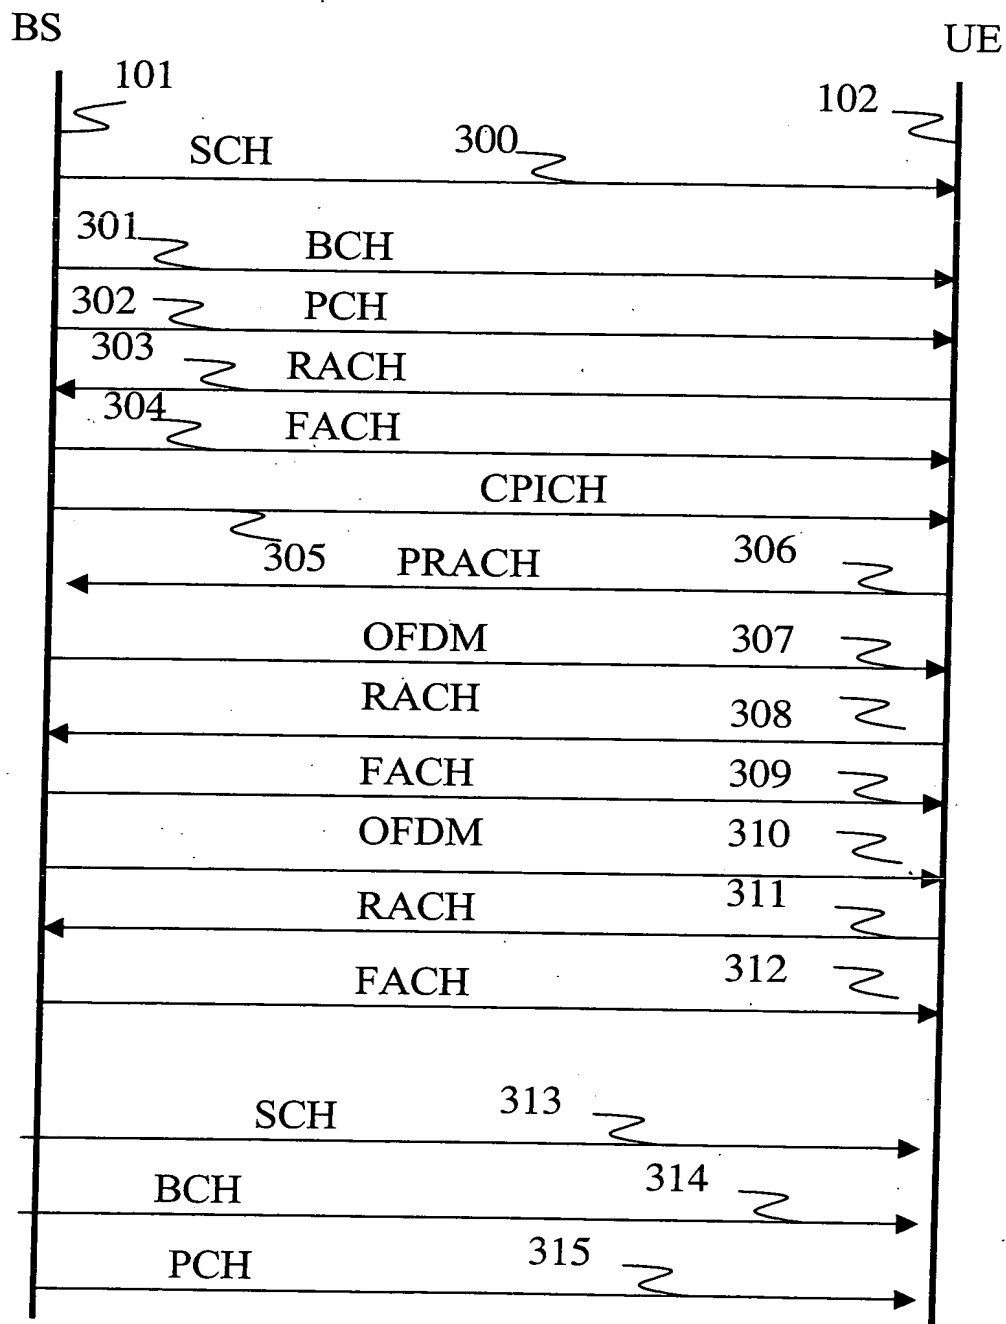 BS UE
101 102
SCH 300
301 BCH
302 PCH
303 RACH
304 FACH
CPICH
305 PRACH 306
OFDM 307
RACH 308
FACH 309
OFDM 310
RACH 311
FACH 312
SCH 313
BCH 314
PCH 315